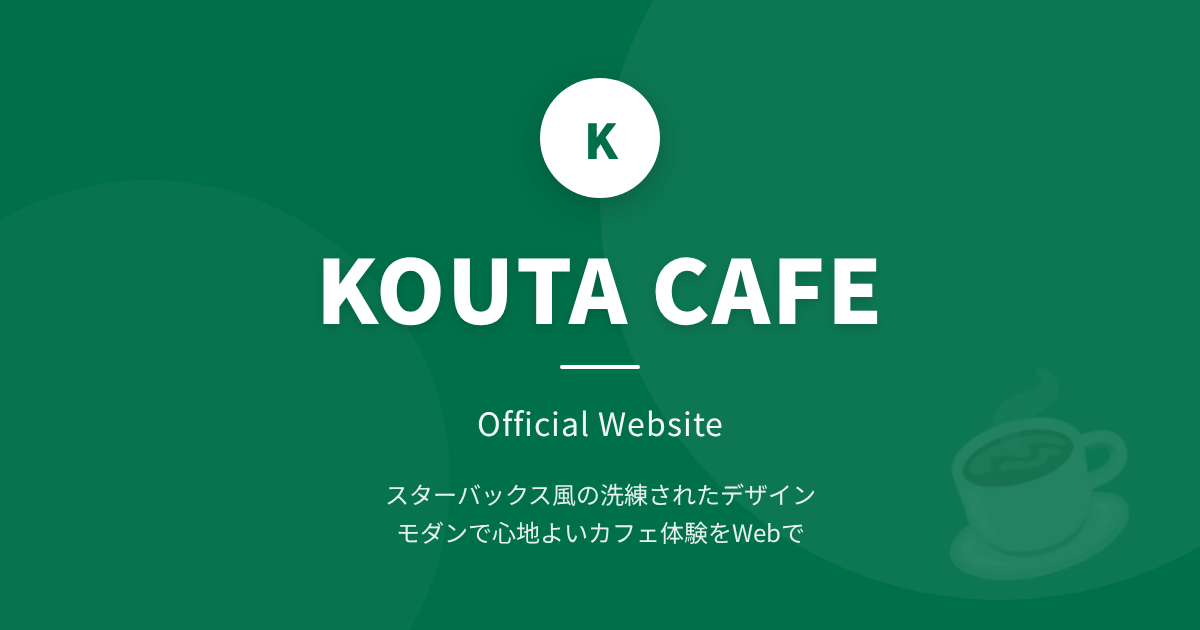 K
KOUTA CAFE
Official Website
スターバックス風の洗練されたデザイン
モダンで心地よいカフェ体験をWebで